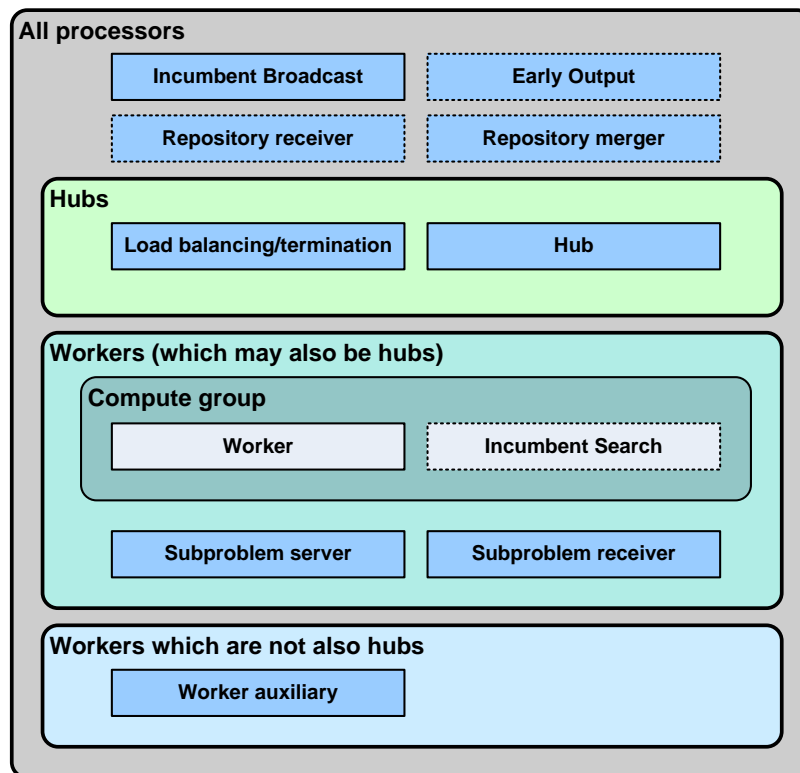 All processors
Incumbent Broadcast
Early Output
Repository receiver
Repository merger
Hubs
Load balancing/termination
Hub
Workers (which may also be hubs)
Compute group
Worker
Incumbent Search
Subproblem server
Subproblem receiver
Workers which are not also hubs
Worker auxiliary